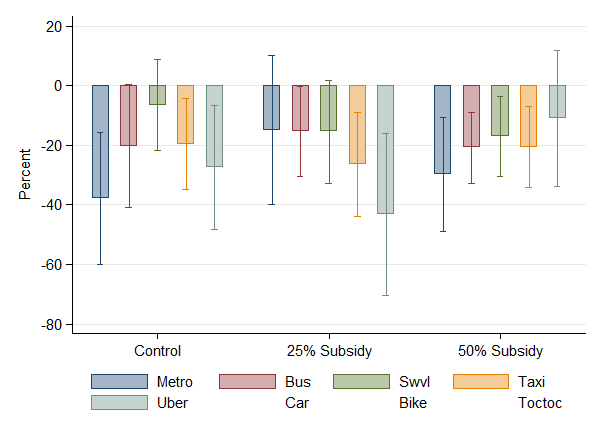 20
0
-20
-40
-60
-80
Percent
Control 25% Subsidy 50% Subsidy
Metro Bus Swvl Taxi
Uber Car Bike Toctoc